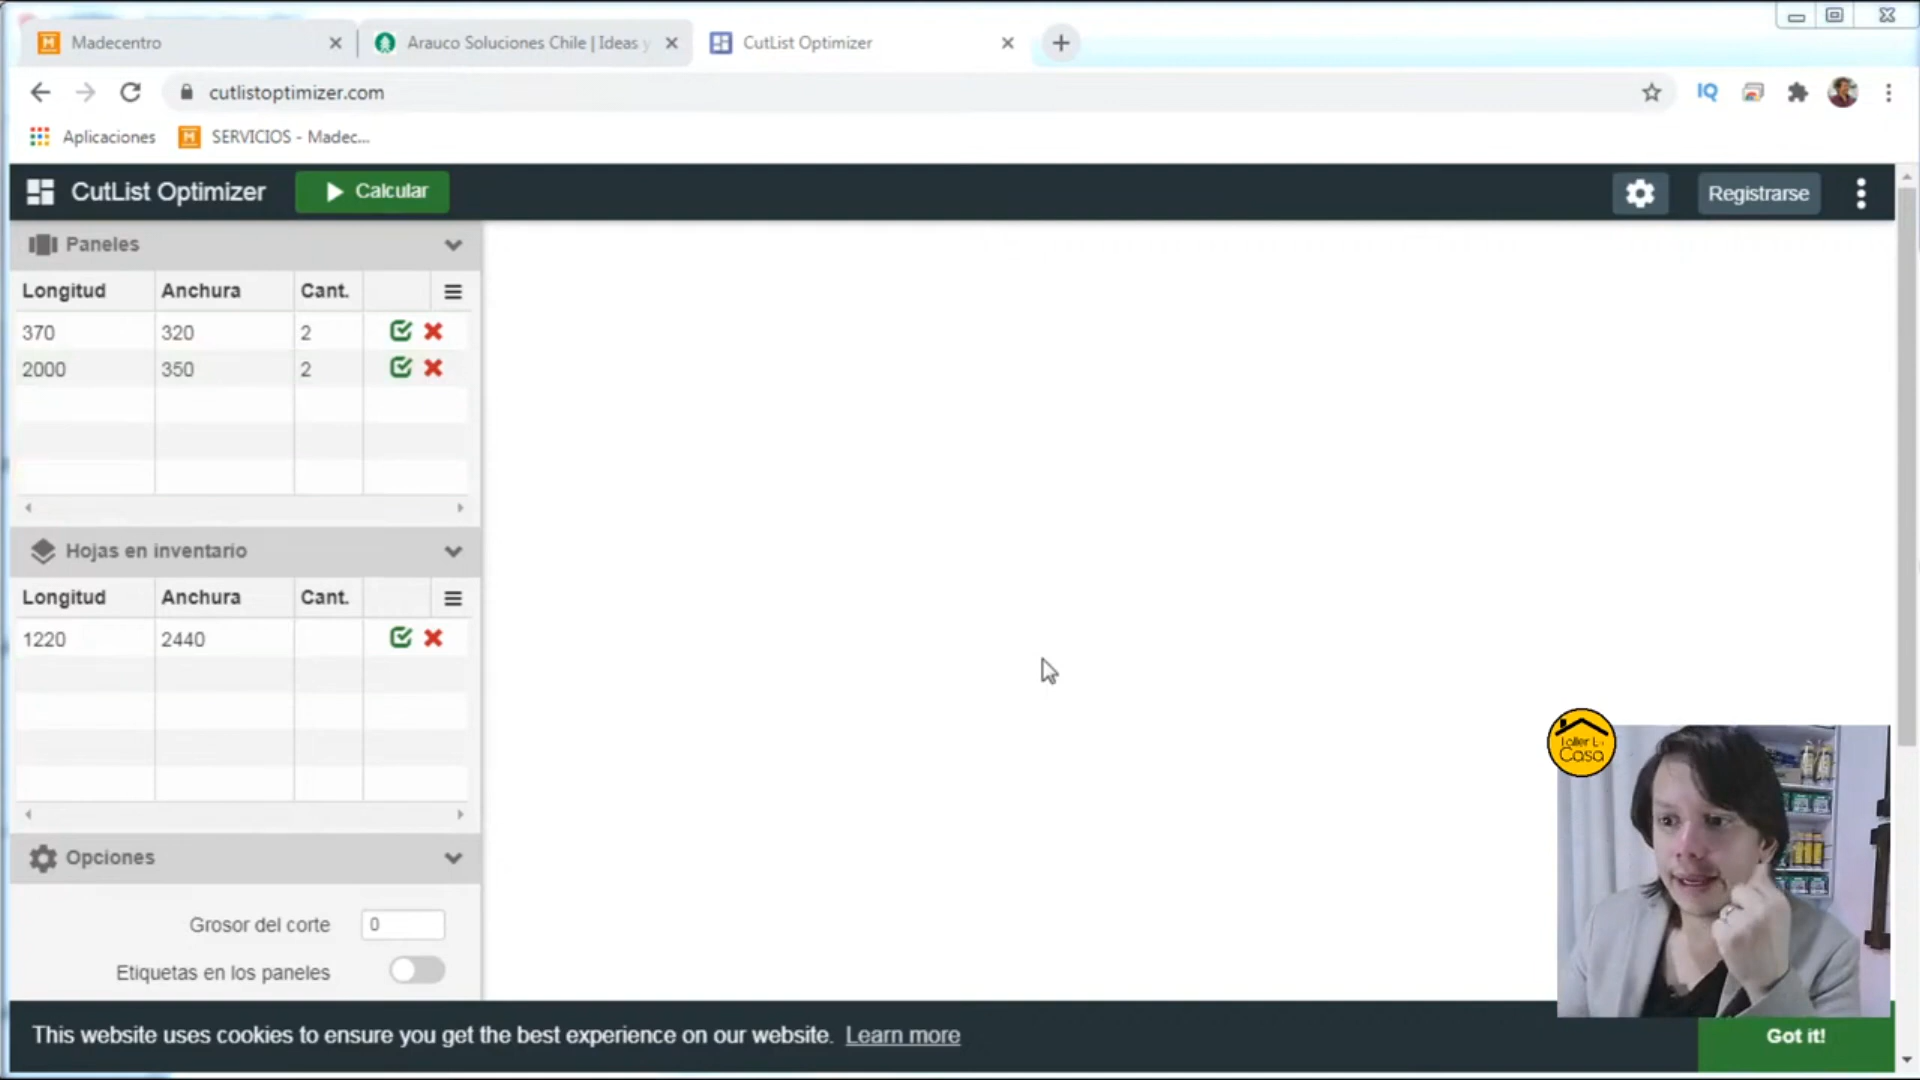 Madecentro
Arauco Soluciones Chile | Ideas y
CutList Optimizer
cutlistoptimizer.com
IQ
Aplicaciones
SERVICIOS - Madec...
CutList Optimizer
Calcular
Registrarse
Paneles
Longitud Anchura Cant.
370 320 2
2000 350 2
Hojas en inventario
Longitud Anchura Cant.
1220 2440
Opciones
Grosor del corte 0
Etiquetas en los paneles
Taller
Casa
This website uses cookies to ensure you get the best experience on our website. Learn more
Got it!